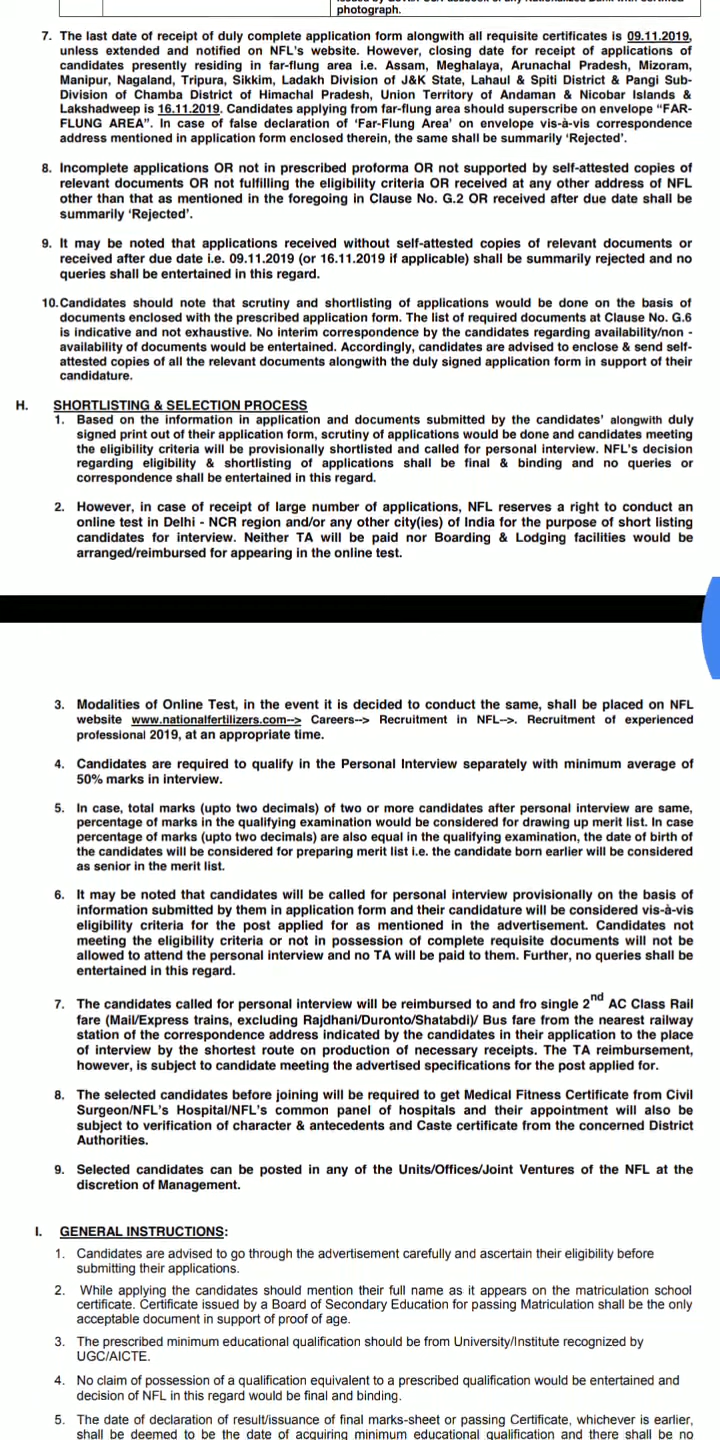 photograph.
7. The last date of receipt of duly complete application form alongwith all requisite certificates is 09.11.2019,
unless extended and notified on NFL's website. However, closing date for receipt of applications of
candidates presently residing in far-flung area i.e. Assam, Meghalaya, Arunachal Pradesh, Mizoram,
Manipur, Nagaland, Tripura, Sikkim, Ladakh Division of J&K State, Lahaul & Spiti District & Pangi Sub-
Division of Chamba District of Himachal Pradesh, Union Territory of Andaman & Nicobar Islands &
Lakshadweep is 16.11.2019. Candidates applying from far-flung area should superscribe on envelope “FAR-
FLUNG AREA”. In case of false declaration of ‘Far-Flung Area’ on envelope vis-à-vis correspondence
address mentioned in application form enclosed therein, the same shall be summarily ‘Rejected’.
8. Incomplete applications OR not in prescribed proforma OR not supported by self-attested copies of
relevant documents OR not fulfilling the eligibility criteria OR received at any other address of NFL
other than that as mentioned in the foregoing in Clause No. G.2 OR received after due date shall be
summarily ‘Rejected’.
9. It may be noted that applications received without self-attested copies of relevant documents or
received after due date i.e. 09.11.2019 (or 16.11.2019 if applicable) shall be summarily rejected and no
queries shall be entertained in this regard.
10. Candidates should note that scrutiny and shortlisting of applications would be done on the basis of
documents enclosed with the prescribed application form. The list of required documents at Clause No. G.6
is indicative and not exhaustive. No interim correspondence by the candidates regarding availability/non -
availability of documents would be entertained. Accordingly, candidates are advised to enclose & send self-
attested copies of all the relevant documents alongwith the duly signed application form in support of their
candidature.
H. SHORTLISTING & SELECTION PROCESS
1. Based on the information in application and documents submitted by the candidates’ alongwith duly
signed print out of their application form, scrutiny of applications would be done and candidates meeting
the eligibility criteria will be provisionally shortlisted and called for personal interview. NFL's decision
regarding eligibility & shortlisting of applications shall be final & binding and no queries or
correspondence shall be entertained in this regard.
2. However, in case of receipt of large number of applications, NFL reserves a right to conduct an
online test in Delhi - NCR region and/or any other city(ies) of India for the purpose of short listing
candidates for interview. Neither TA will be paid nor Boarding & Lodging facilities would be
arranged/reimbursed for appearing in the online test.
3. Modalities of Online Test, in the event it is decided to conduct the same, shall be placed on NFL
website www.nationalfertilizers.com--> Careers--> Recruitment in NFL-->. Recruitment of experienced
professional 2019, at an appropriate time.
4. Candidates are required to qualify in the Personal Interview separately with minimum average of
50% marks in interview.
5. In case, total marks (upto two decimals) of two or more candidates after personal interview are same,
percentage of marks in the qualifying examination would be considered for drawing up merit list. In case
percentage of marks (upto two decimals) are also equal in the qualifying examination, the date of birth of
the candidates will be considered for preparing merit list i.e. the candidate born earlier will be considered
as senior in the merit list.
6. It may be noted that candidates will be called for personal interview provisionally on the basis of
information submitted by them in application form and their candidature will be considered vis-à-vis
eligibility criteria for the post applied for as mentioned in the advertisement. Candidates not
meeting the eligibility criteria or not in possession of complete requisite documents will not be
allowed to attend the personal interview and no TA will be paid to them. Further, no queries shall be
entertained in this regard.
7. The candidates called for personal interview will be reimbursed to and fro single 2nd AC Class Rail
fare (Mail/Express trains, excluding Rajdhani/Duronto/Shatabdi)/ Bus fare from the nearest railway
station of the correspondence address indicated by the candidates in their application to the place
of interview by the shortest route on production of necessary receipts. The TA reimbursement,
however, is subject to candidate meeting the advertised specifications for the post applied for.
8. The selected candidates before joining will be required to get Medical Fitness Certificate from Civil
Surgeon/NFL's Hospital/NFL's common panel of hospitals and their appointment will also be
subject to verification of character & antecedents and Caste certificate from the concerned District
Authorities.
9. Selected candidates can be posted in any of the Units/Offices/Joint Ventures of the NFL at the
discretion of Management.
I. GENERAL INSTRUCTIONS:
1. Candidates are advised to go through the advertisement carefully and ascertain their eligibility before
submitting their applications.
2. While applying the candidates should mention their full name as it appears on the matriculation school
certificate. Certificate issued by a Board of Secondary Education for passing Matriculation shall be the only
acceptable document in support of proof of age.
3. The prescribed minimum educational qualification should be from University/Institute recognized by
UGC/AICTE.
4. No claim of possession of a qualification equivalent to a prescribed qualification would be entertained and
decision of NFL in this regard would be final and binding.
5. The date of declaration of result/issuance of final marks-sheet or passing Certificate, whichever is earlier,
shall be deemed to be the date of acquiring minimum educational qualification and there shall be no